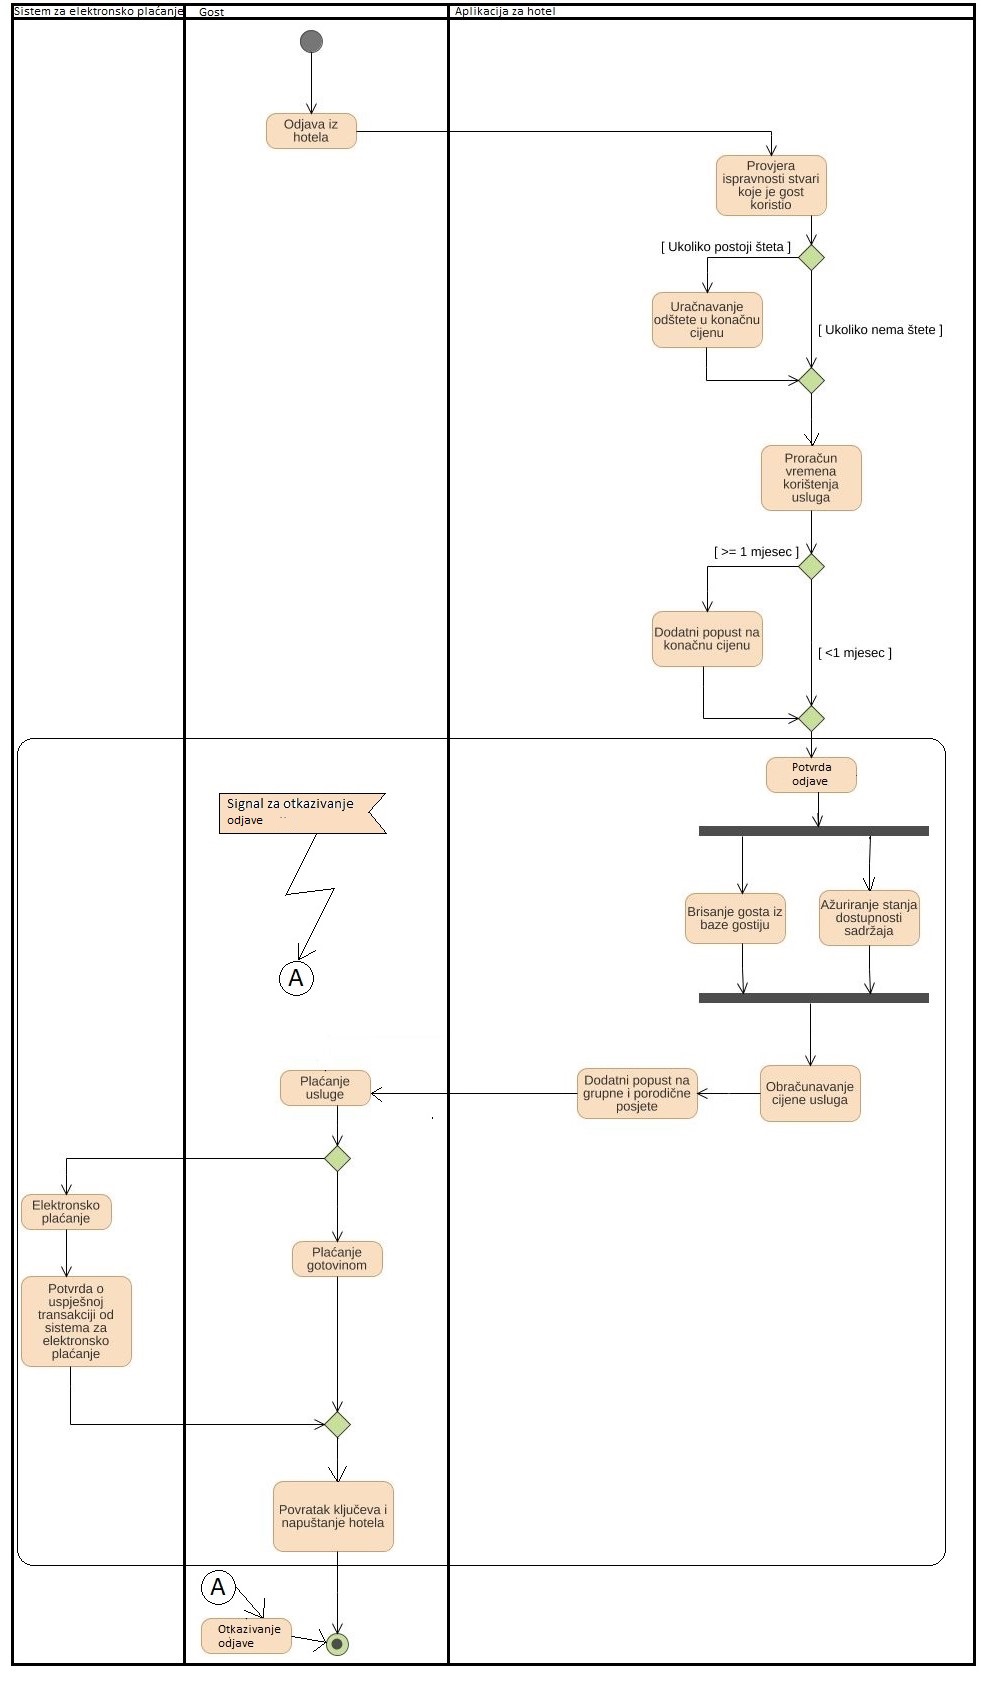 Sistem za elektronsko plaćanje
Gost
Aplikacija za hotel
Odjava iz
hotela
Provjera
ispravnosti stvari
koje je gost
koristio
[ Ukoliko postoji šteta ]
Uračnavanje
odštete u konačnu
cijenu
[ Ukoliko nema štete ]
Proračun
vremena
korištenja
usluga
[ >= 1 mjesec ]
Dodatni popust na
konačnu cijenu
[ <1 mjesec ]
Potvrda
odjave
Signal za otkazivanje
odjave
Brisanje gosta iz
baze gostiju
Ažuriranje stanja
dostupnosti
sadržaja
A
Plaćanje
usluge
Dodatni popust na
grupne i porodične
posjete
Obračunavanje
cijene usluga
Elektronsko
plaćanje
Plaćanje
gotovinom
Potvrda o
uspješnoj
transakciji od
sistema za
elektronsko
plaćanje
Povratak ključeva i
napuštanje hotela
A
Otkazivanje
odjave